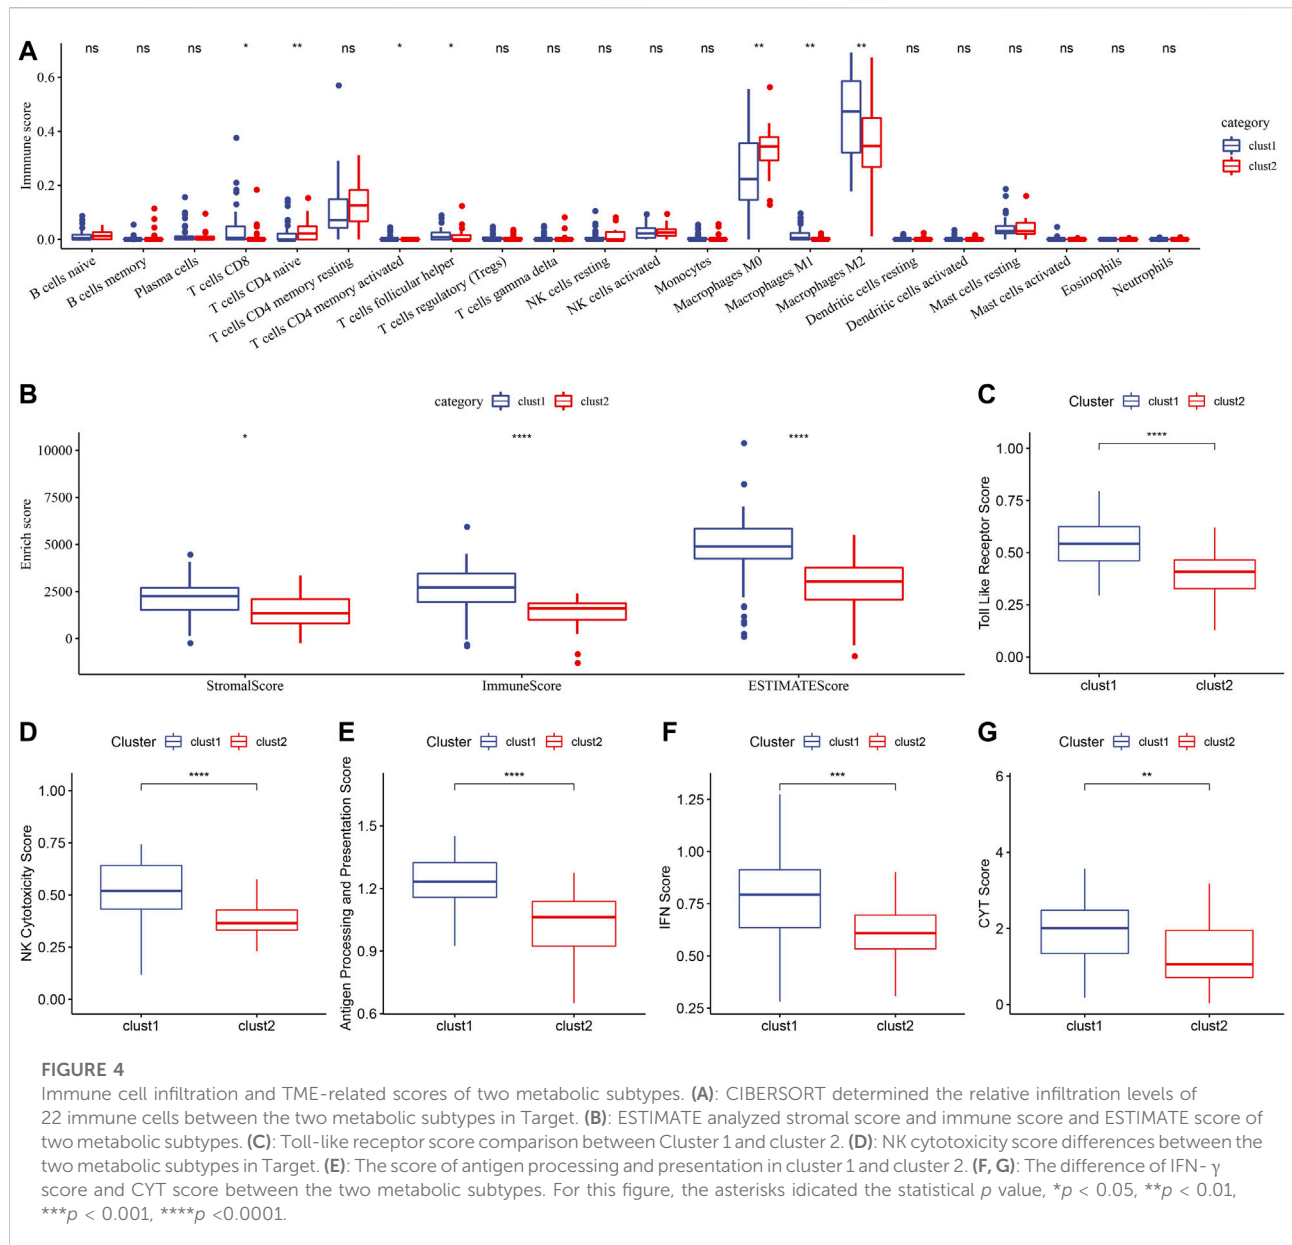 A
ns ns ns * ** ns * * ns ns ns ns ns ** ** ** ns ns ns ns ns ns
Immune score
0.6
0.4
0.2
0.0
category
clust1
clust2
B cells naive
B cells memory
Plasma cells
T cells CD8
T cells CD4 naive
T cells CD4 memory resting
T cells CD4 memory activated
T cells follicular helper
T cells regulatory (Tregs)
T cells gamma delta
NK cells resting
NK cells activated
Monocytes
Macrophages M0
Macrophages M1
Macrophages M2
Dendritic cells resting
Dendritic cells activated
Mast cells resting
Mast cells activated
Eosinophils
Neutrophils
B
category clust1 clust2
* **** ****
Enrich score
10000
7500
5000
2500
0
StromalScore ImmuneScore ESTIMATEScore
C
Cluster clust1 clust2
****
Toll Like Receptor Score
1.00
0.75
0.50
0.25
0.00
clust1 clust2
D
Cluster clust1 clust2
****
NK Cytotoxicity Score
1.00
0.75
0.50
0.25
0.00
clust1 clust2
E
Cluster clust1 clust2
****
Antigen Processing and Presentation Score
1.5
1.2
0.9
0.6
clust1 clust2
F
Cluster clust1 clust2
***
IFN Score
1.25
1.00
0.75
0.50
0.25
clust1 clust2
G
Cluster clust1 clust2
**
CYT Score
6
4
2
0
clust1 clust2
FIGURE 4
Immune cell infiltration and TME-related scores of two metabolic subtypes. (A): CIBERSORT determined the relative infiltration levels of
22 immune cells between the two metabolic subtypes in Target. (B): ESTIMATE analyzed stromal score and immune score and ESTIMATE score of
two metabolic subtypes. (C): Toll-like receptor score comparison between Cluster 1 and cluster 2. (D): NK cytotoxicity score differences between the
two metabolic subtypes in Target. (E): The score of antigen processing and presentation in cluster 1 and cluster 2. (F, G): The difference of IFN- γ
score and CYT score between the two metabolic subtypes. For this figure, the asterisks idicated the statistical p value, *p < 0.05, **p < 0.01,
***p < 0.001, ****p <0.0001.